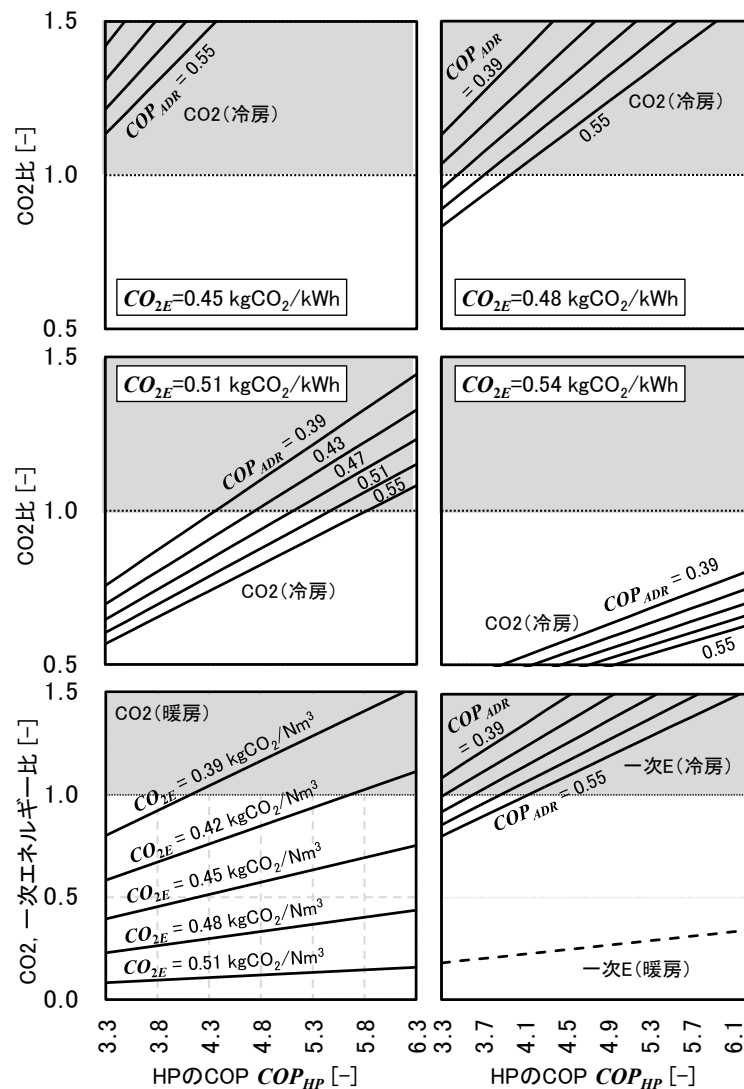 1.5
1.0
0.5
CO2比 [-]
COP ADR = 0.55
CO2(冷房)
CO2E=0.45 kgCO2/kWh
COP ADR
= 0.39
CO2(冷房)
0.55
CO2E=0.48 kgCO2/kWh
1.5
1.0
0.5
CO2比 [-]
CO2E=0.51 kgCO2/kWh
COP ADR = 0.39
0.43
0.47
0.51
0.55
CO2(冷房)
CO2E=0.54 kgCO2/kWh
COP ADR = 0.39
CO2(冷房)
0.55
1.5
1.0
0.5
0.0
CO2, 一次エネルギー比 [-]
CO2(暖房)
CO2E = 0.39 kgCO2/Nm3
CO2E = 0.42 kgCO2/Nm3
CO2E = 0.45 kgCO2/Nm3
CO2E = 0.48 kgCO2/Nm3
CO2E = 0.51 kgCO2/Nm3
3.3
3.8
4.3
4.8
5.3
5.8
6.3
HPのCOP COPHP [-]
COP ADR
= 0.39
一次E(冷房)
COP ADR = 0.55
一次E(暖房)
3.3
3.7
4.1
4.5
4.9
5.3
5.7
6.1
HPのCOP COPHP [-]